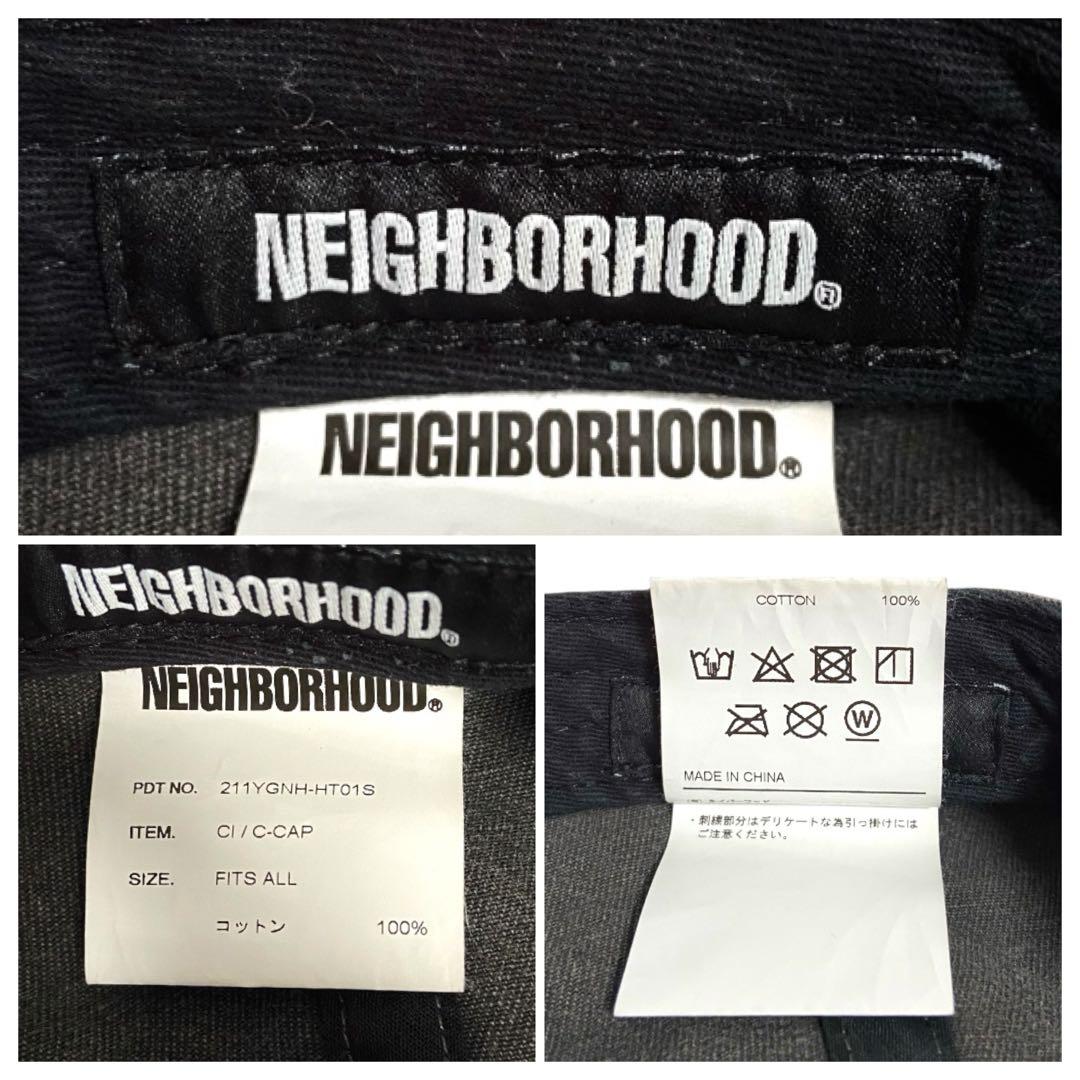 NEIGHBORHOOD®
NEIGHBORHOOD®
NEIGHBORHOOD®
NEIGHBORHOOD®
PDT NO. 211YGNH-HT01S
ITEM. CI / C-CAP
SIZE. FITS ALL
コットン 100%
COTTON 100%
W
MADE IN CHINA
・刺繍部分はデリケートな為引っ掛けには
ご注意ください。